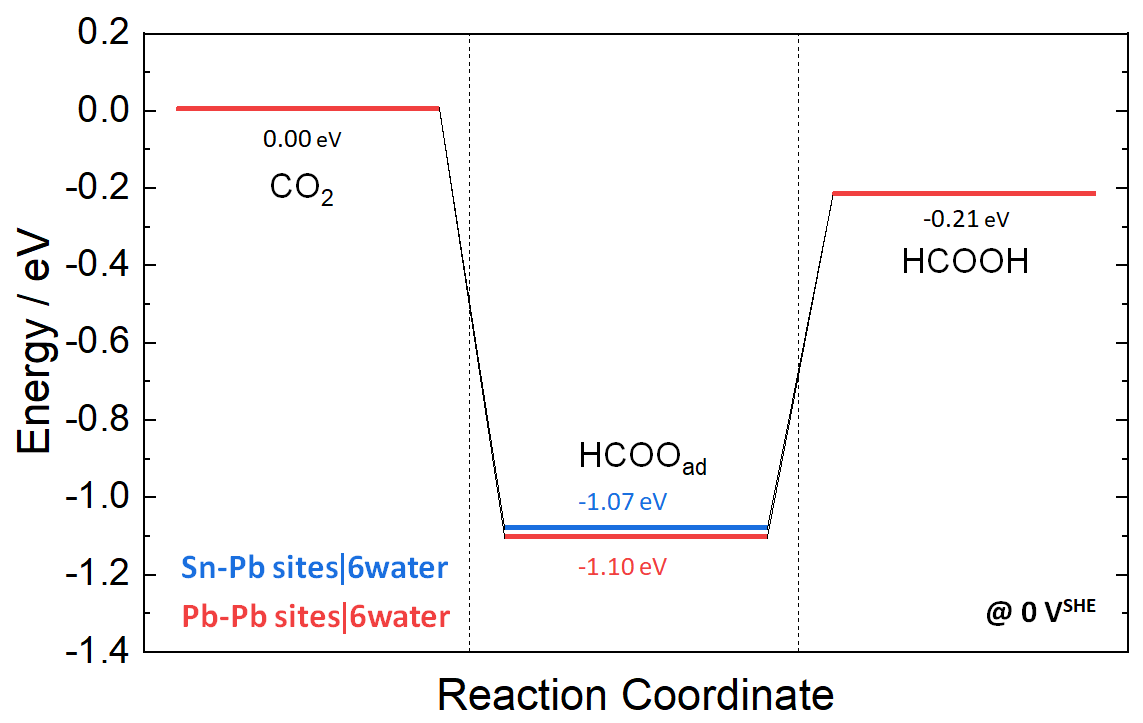 0.2
0.0
-0.2
-0.4
-0.6
-0.8
-1.0
-1.2
-1.4
Energy / eV
0.00 eV
CO2
-0.21 eV
HCOOH
HCOOad
-1.07 eV
-1.10 eV
Sn-Pb sites|6water
Pb-Pb sites|6water
@ 0 VSHE
Reaction Coordinate